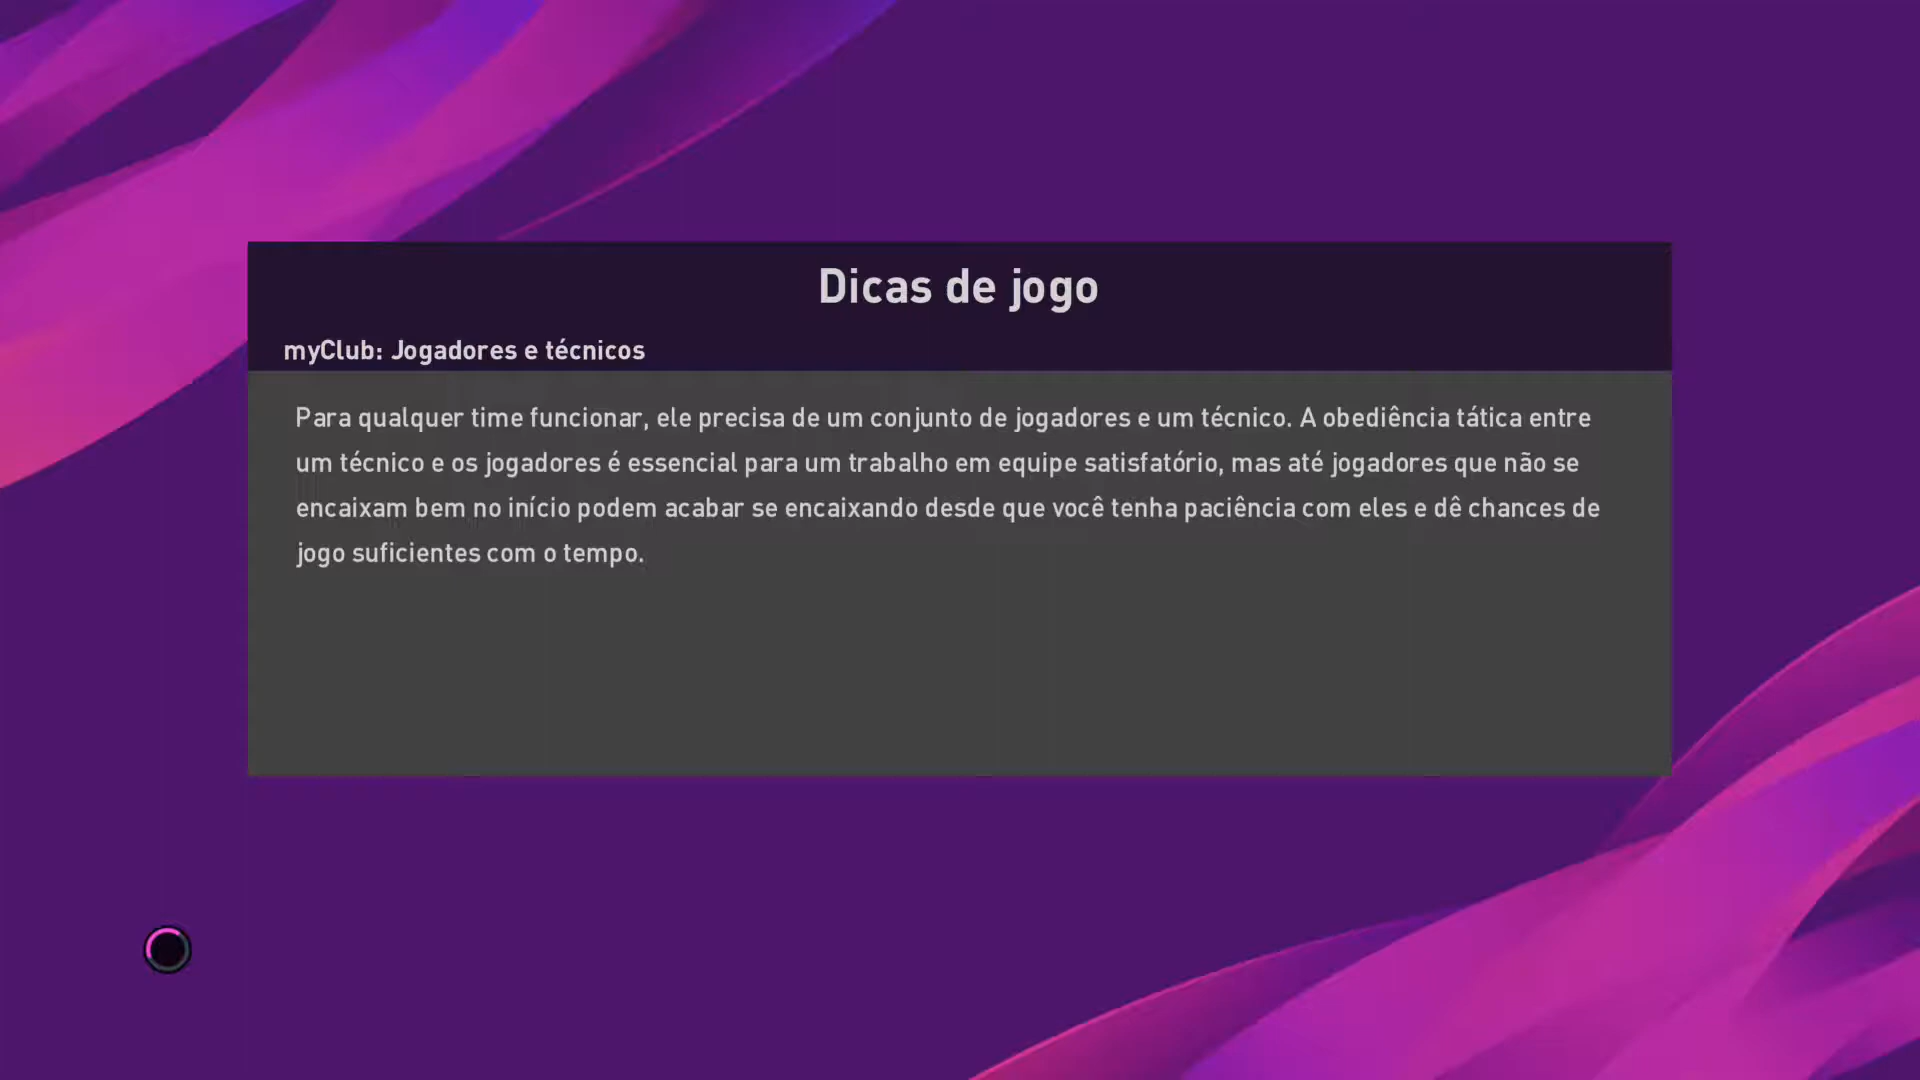 Dicas de jogo
myClub: Jogadores e técnicos
Para qualquer time funcionar, ele precisa de um conjunto de jogadores e um técnico. A obediência tática entre
um técnico e os jogadores é essencial para um trabalho em equipe satisfatório, mas até jogadores que não se
encaixam bem no início podem acabar se encaixando desde que você tenha paciência com eles e dê chances de
jogo suficientes com o tempo.